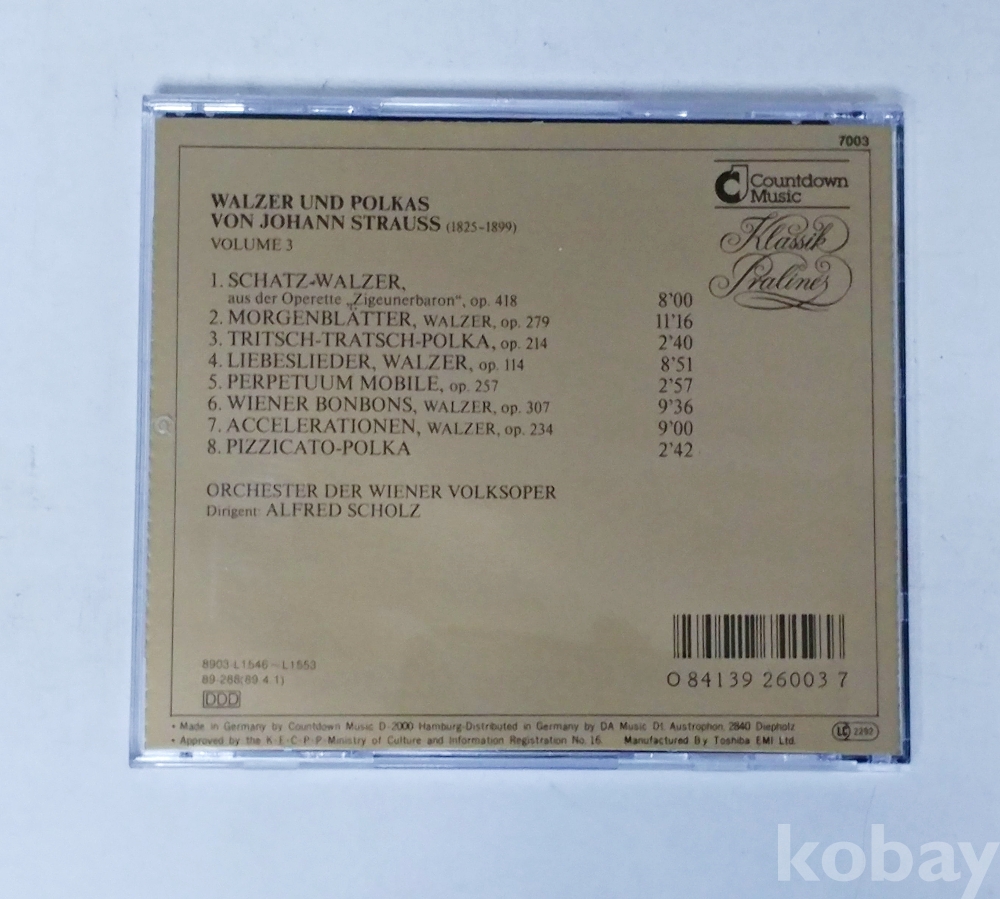 7003
Countdown
Music
Klassik
Pralinés
WALZER UND POLKAS
VON JOHANN STRAUSS (1825-1899)
VOLUME 3
1. SCHATZ-WALZER,
aus der Operette „Zigeunerbaron“, op. 418 8'00
2. MORGENBLÄTTER, WALZER, op. 279 11'16
3. TRITSCH-TRATSCH-POLKA, op. 214 2'40
4. LIEBESLIEDER, WALZER, op. 114 8'51
5. PERPETUUM MOBILE, op. 257 2'57
6. WIENER BONBONS, WALZER, op. 307 9'36
7. ACCELERATIONEN, WALZER, op. 234 9'00
8. PIZZICATO-POLKA 2'42
ORCHESTER DER WIENER VOLKSOPER
Dirigent: ALFRED SCHOLZ
8903-L1546~L1553
89-288(89.4.1)
DDD
0 84139 26003 7
• Made in Germany by Countdown Music D-2000 Hamburg-Distributed in Germany by DA Music Dt. Austrophon, 2840 Diepholz
• Approved by the K-E-C-P-P Ministry of Culture and Information Registration No. 16. Manufactured By Toshiba EMI Ltd.
LC 2292
kobay